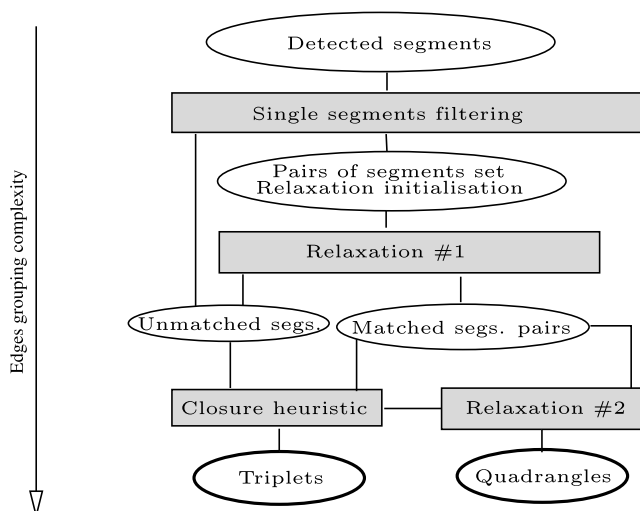 Detected segments
Single segments filtering
Pairs of segments set
Relaxation initialisation
Relaxation #1
Unmatched segs.
Matched segs. pairs
Closure heuristic
Relaxation #2
Triplets
Quadrangles
Edges grouping complexity